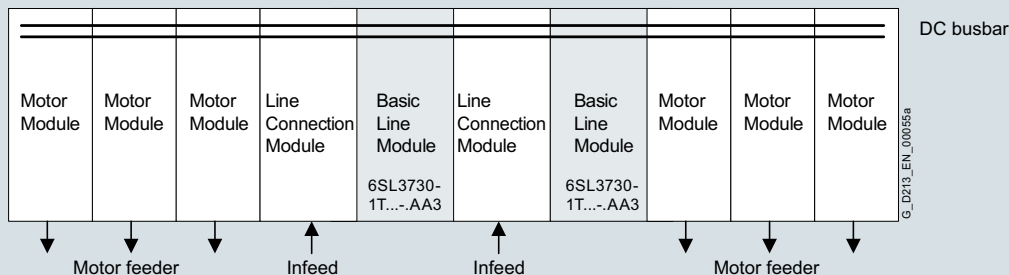 DC busbar
Motor
Module
Motor
Module
Motor
Module
Line
Connection
Module
Basic
Line
Module
6SL3730-
1T...-.AA3
Line
Connection
Module
Basic
Line
Module
6SL3730-
1T...-.AA3
Motor
Module
Motor
Module
Motor
Module
G_D213_EN_00055a
Motor feeder
Infeed
Infeed
Motor feeder